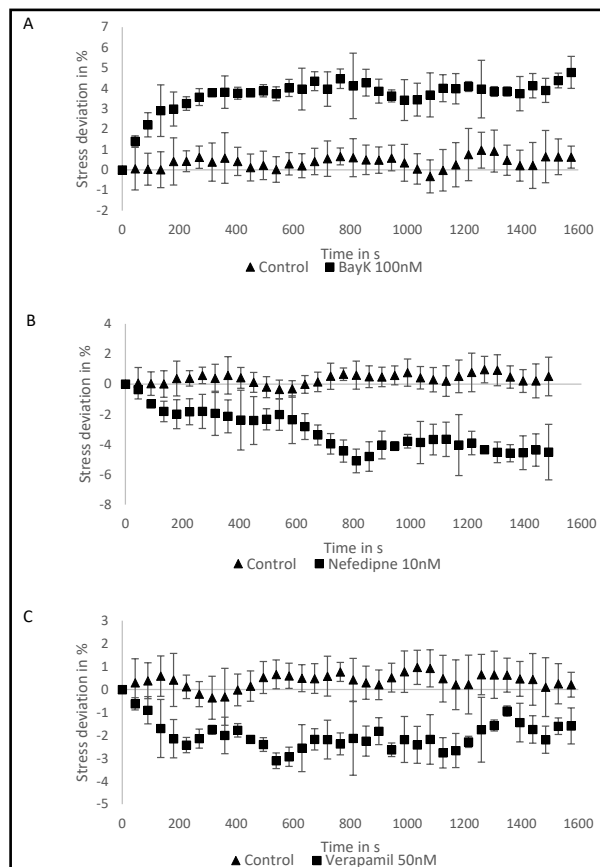 A
7
6
5
4
3
2
1
0
-1
-2
Stress deviation in %
0 200 400 600 800 1000 1200 1400 1600
Time in s
Control BayK 100nM
B
4
2
0
-2
-4
-6
-8
Stress deviation in %
0 200 400 600 800 1000 1200 1400 1600
Time in s
Control Nefedipne 10nM
C
3
2
1
0
-1
-2
-3
-4
-5
Stress deviation in %
0 200 400 600 800 1000 1200 1400 1600
Time in s
Control Verapamil 50nM